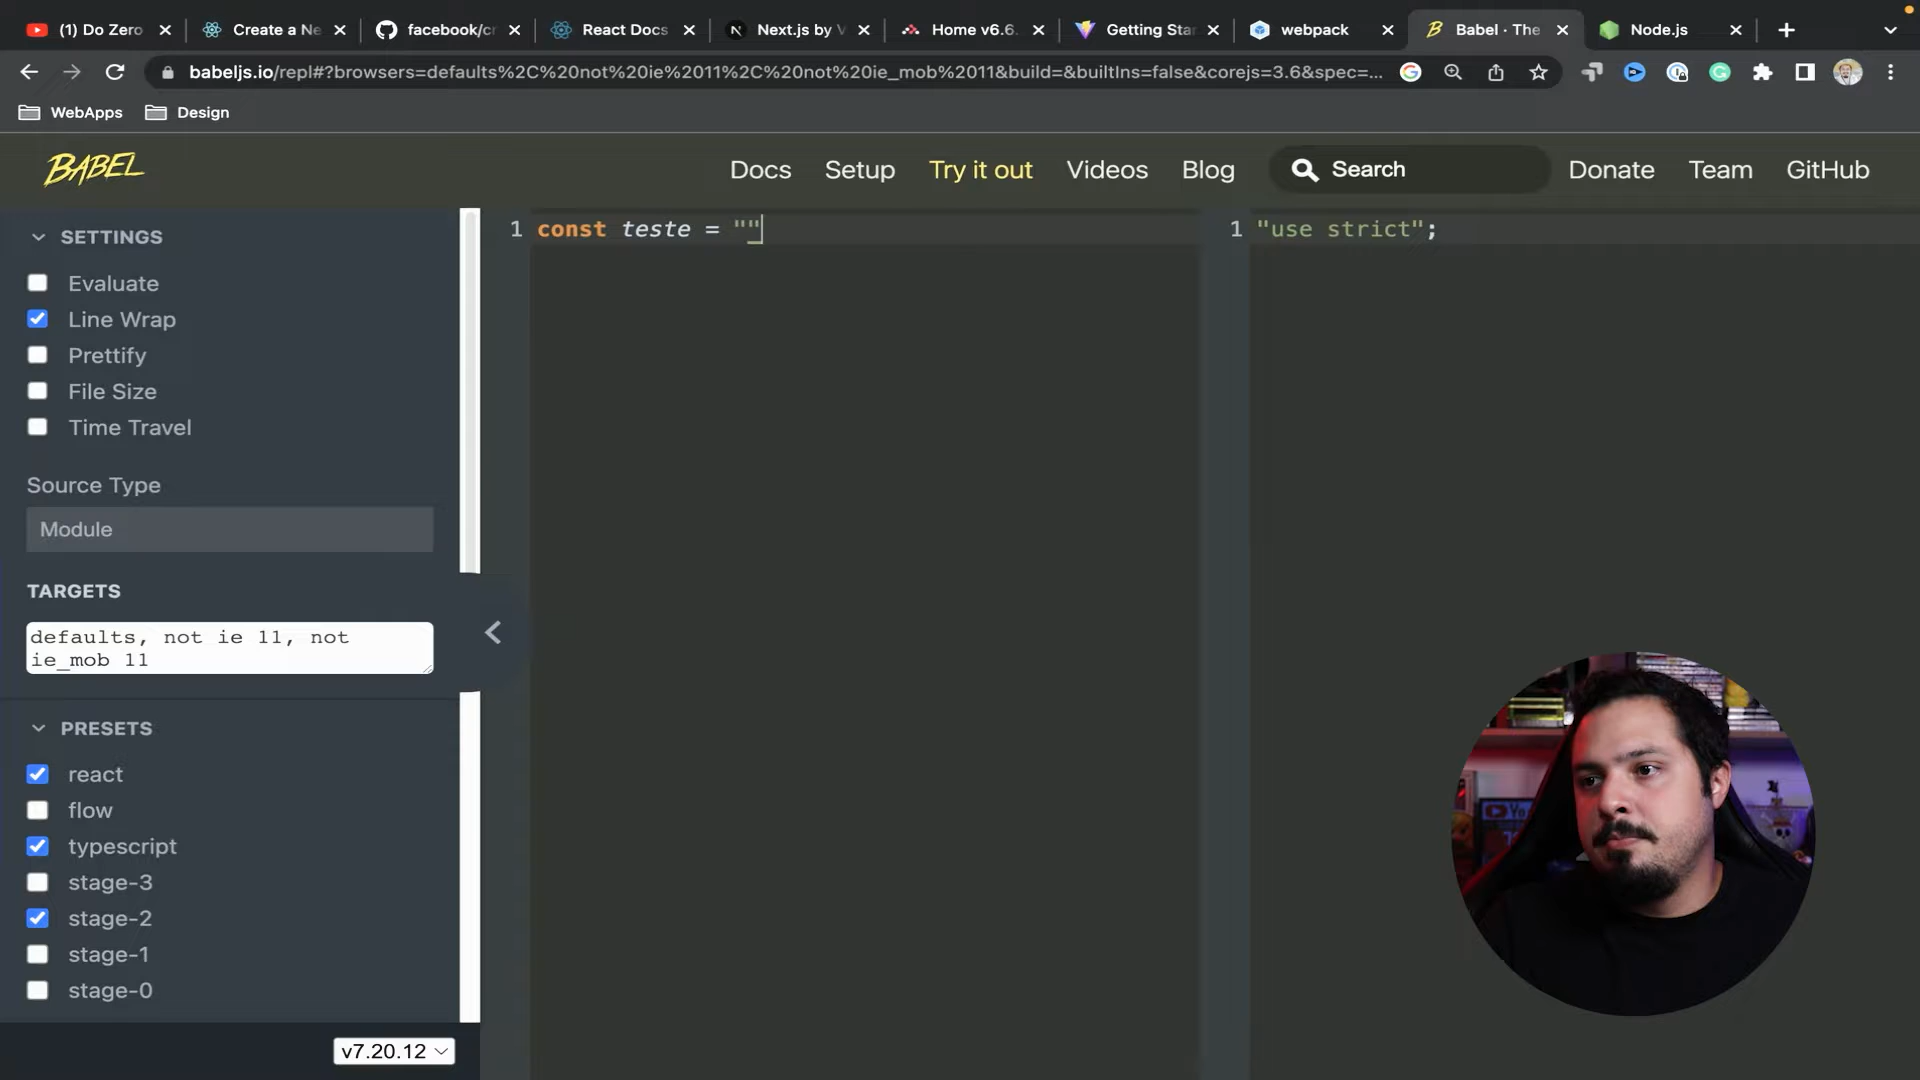 (1) Do Zero
Create a Ne
facebook/cr
React Docs
Next.js by V
Home v6.6.
Getting Star
webpack
Babel · The
Node.js
babeljs.io/repl#?browsers=defaults%2C%20not%20ie%2011%2C%20not%20ie_mob%2011&build=&builtIns=false&corejs=3.6&spec=...
WebApps
Design
BABEL
Docs
Setup
Try it out
Videos
Blog
Search
Donate
Team
GitHub
SETTINGS
Evaluate
Line Wrap
Prettify
File Size
Time Travel
Source Type
Module
TARGETS
defaults, not ie 11, not
ie_mob 11
PRESETS
react
flow
typescript
stage-3
stage-2
stage-1
stage-0
v7.20.12
1 const teste = ""
1 "use strict";